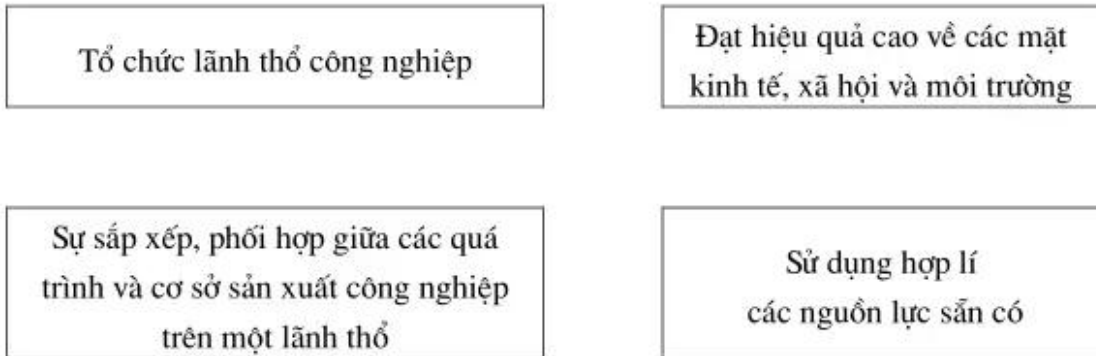 Tổ chức lãnh thổ công nghiệp
Đạt hiệu quả cao về các mặt
kinh tế, xã hội và môi trường
Sự sắp xếp, phối hợp giữa các quá
trình và cơ sở sản xuất công nghiệp
trên một lãnh thổ
Sử dụng hợp lí
các nguồn lực sẵn có